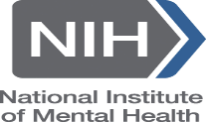 NIH
National Institute
of Mental Health